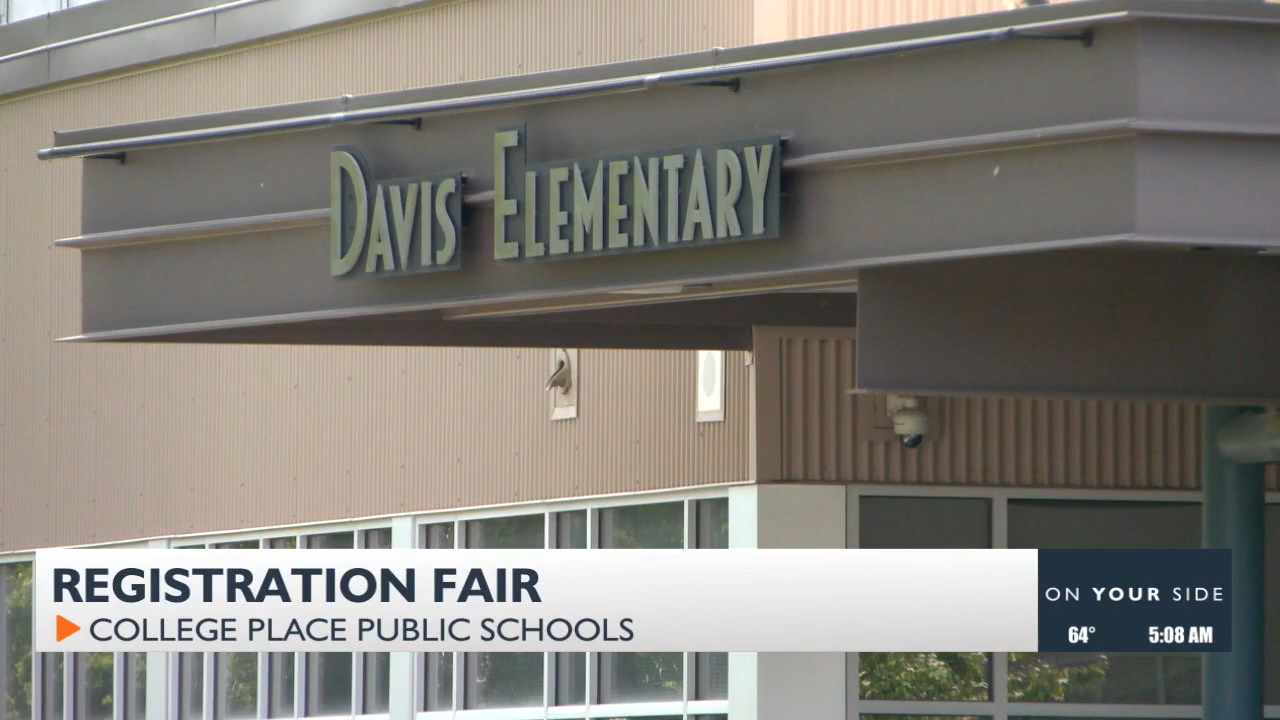 DAVIS ELEMENTARY
REGISTRATION FAIR
COLLEGE PLACE PUBLIC SCHOOLS
ON YOUR SIDE
64° 5:08 AM